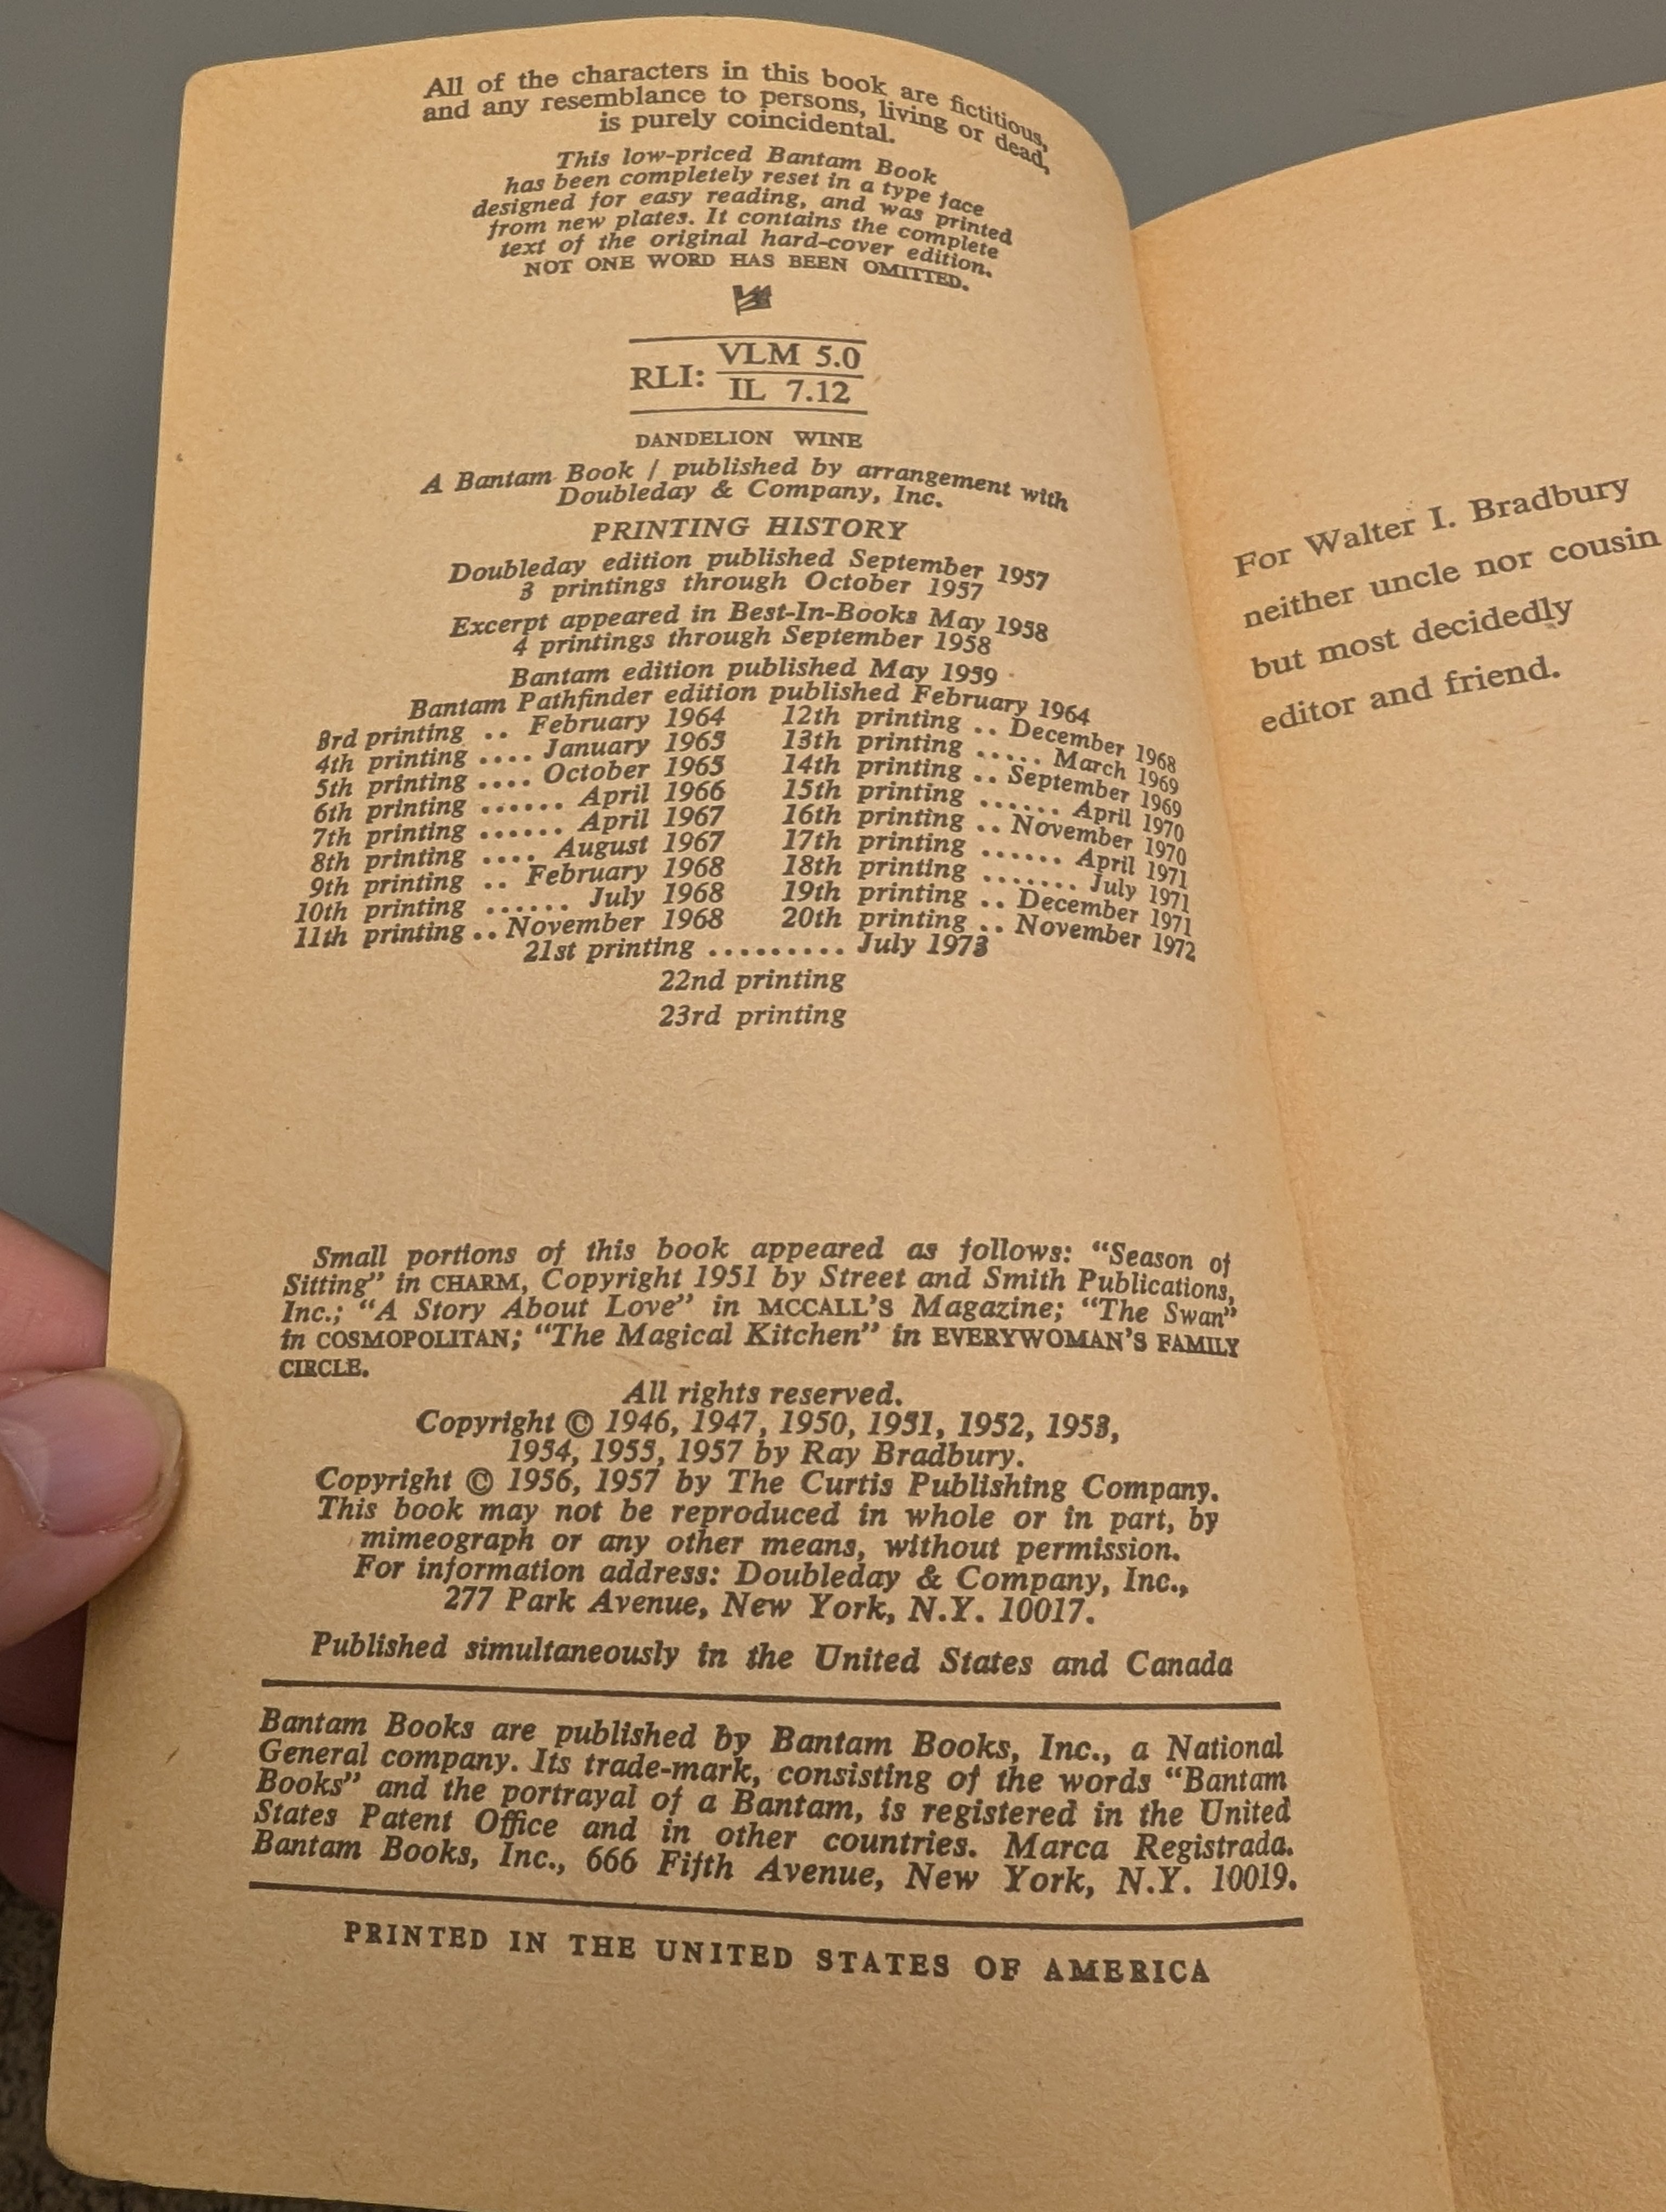 All of the characters in this book are fictitious,
and any resemblance to persons, living or dead,
is purely coincidental.
This low-priced Bantam Book
has been completely reset in a type face
designed for easy reading, and was printed
from new plates. It contains the complete
text of the original hard-cover edition.
NOT ONE WORD HAS BEEN OMITTED.
RLI: VLM 5.0
IL 7.12
DANDELION WINE
A Bantam Book / published by arrangement with
Doubleday & Company, Inc.
PRINTING HISTORY
Doubleday edition published September 1957
3 printings through October 1957
Excerpt appeared in Best-In-Books May 1958
4 printings through September 1958
Bantam edition published May 1959
Bantam Pathfinder edition published February 1964
3rd printing .. February 1964
4th printing .... January 1965
5th printing .... October 1965
6th printing ...... April 1966
7th printing ...... April 1967
8th printing .... August 1967
9th printing .. February 1968
10th printing ...... July 1968
11th printing .. November 1968
12th printing .. December 1968
13th printing ..... March 1969
14th printing .. September 1969
15th printing ...... April 1970
16th printing .. November 1970
17th printing ...... April 1971
18th printing ....... July 1971
19th printing .. December 1971
20th printing .. November 1972
21st printing ......... July 1973
22nd printing
23rd printing
Small portions of this book appeared as follows: "Season of
Sitting" in CHARM, Copyright 1951 by Street and Smith Publications,
Inc.; "A Story About Love" in MCCALL'S Magazine; "The Swan"
in COSMOPOLITAN; "The Magical Kitchen" in EVERYWOMAN'S FAMILY
CIRCLE.
All rights reserved.
Copyright © 1946, 1947, 1950, 1951, 1952, 1953,
1954, 1955, 1957 by Ray Bradbury.
Copyright © 1956, 1957 by The Curtis Publishing Company.
This book may not be reproduced in whole or in part, by
mimeograph or any other means, without permission.
For information address: Doubleday & Company, Inc.,
277 Park Avenue, New York, N.Y. 10017.
Published simultaneously in the United States and Canada
Bantam Books are published by Bantam Books, Inc., a National
General company. Its trade-mark, consisting of the words "Bantam
Books" and the portrayal of a Bantam, is registered in the United
States Patent Office and in other countries. Marca Registrada.
Bantam Books, Inc., 666 Fifth Avenue, New York, N.Y. 10019.
PRINTED IN THE UNITED STATES OF AMERICA
For Walter I. Bradbury
neither uncle nor cousin
but most decidedly
editor and friend.